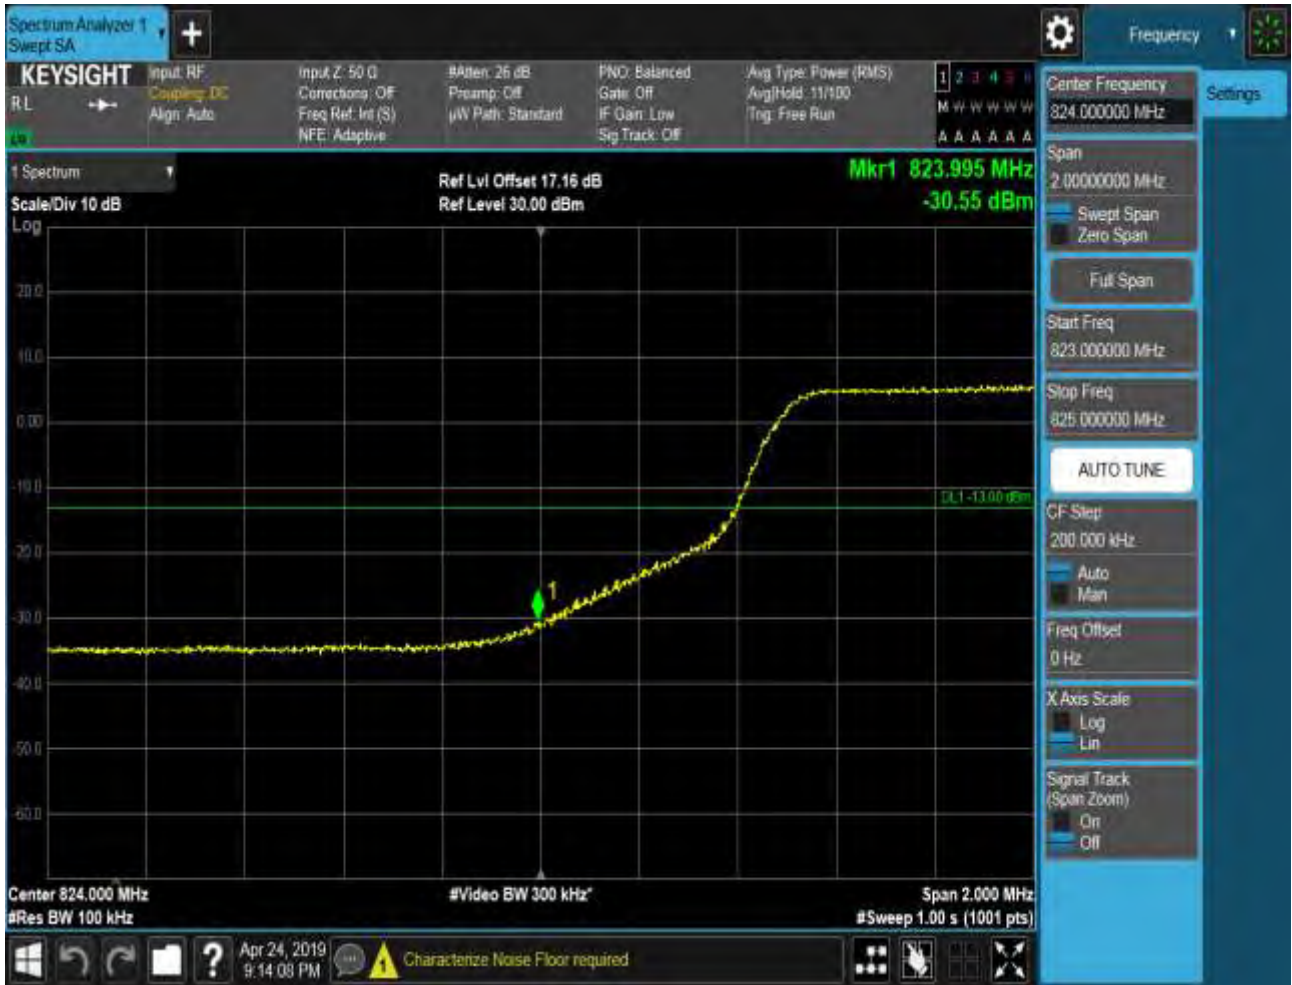 Spectrum Analyzer 1
Swept SA
Frequency
KEYSIGHT
RL
Input: RF
Coupling: DC
Align: Auto
Input Z: 50 Ω
Corrections: Off
Freq Ref: Int (S)
NFE: Adaptive
#Atten: 26 dB
Preamp: Off
µW Path: Standard
PNO: Balanced
Gate: Off
IF Gain: Low
Sig Track: Off
Avg Type: Power (RMS)
Avg|Hold: 11/100
Trig: Free Run
1 2 3 4 5 6
M W W W W W
A A A A A A
1 Spectrum
Scale/Div 10 dB
Log
Ref Lvl Offset 17.16 dB
Ref Level 30.00 dBm
Mkr1 823.995 MHz
-30.55 dBm
20.0
10.0
0.00
-10.0
-20.0
-30.0
-40.0
-50.0
-60.0
DL1 -13.00 dBm
1
Center 824.000 MHz
#Res BW 100 kHz
#Video BW 300 kHz*
Span 2.000 MHz
#Sweep 1.00 s (1001 pts)
Center Frequency
824.000000 MHz
Settings
Span
2.00000000 MHz
Swept Span
Zero Span
Full Span
Start Freq
823.000000 MHz
Stop Freq
825.000000 MHz
AUTO TUNE
CF Step
200.000 kHz
Auto
Man
Freq Offset
0 Hz
X Axis Scale
Log
Lin
Signal Track
(Span Zoom)
On
Off
?
Apr 24, 2019
9:14:08 PM
1
Characterize Noise Floor required